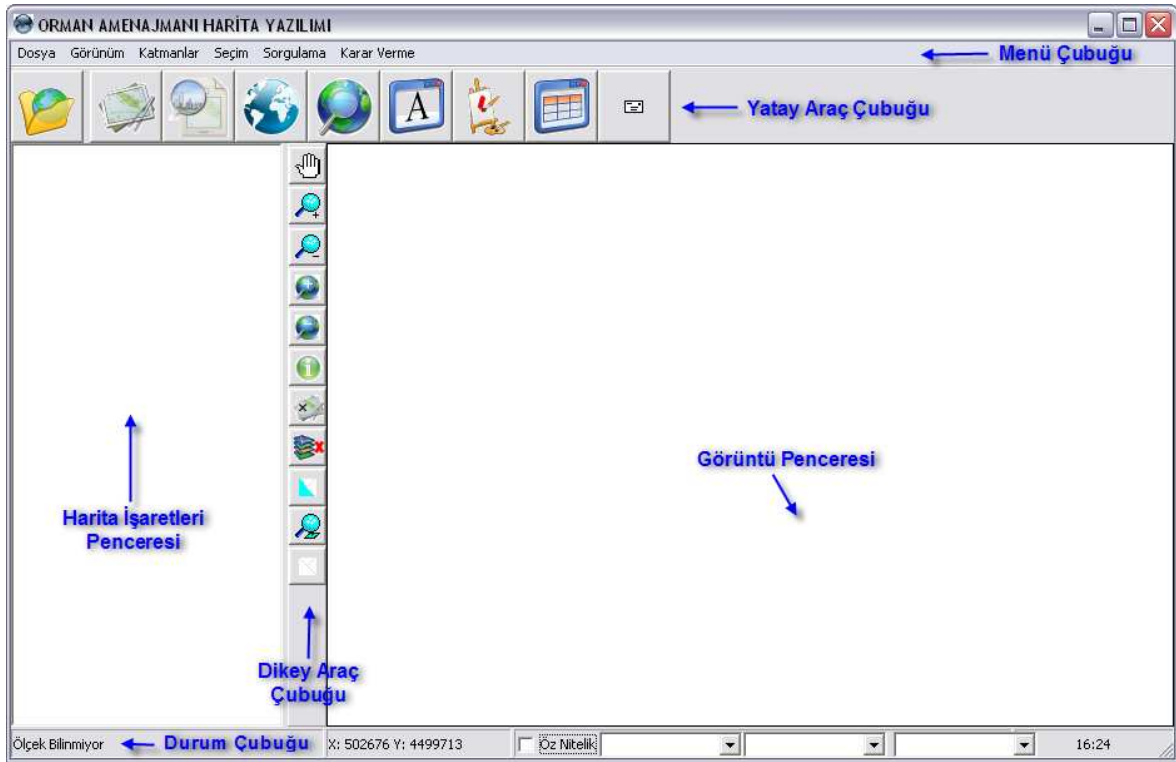 ORMAN AMENAJMANI HARİTA YAZILIMI
Dosya Görünüm Katmanlar Seçim Sorgulama Karar Verme
Menü Çubuğu
A
Yatay Araç Çubuğu
Görüntü Penceresi
Harita İşaretleri
Penceresi
Dikey Araç
Çubuğu
Ölçek Bilinmiyor
Durum Çubuğu
X: 502676 Y: 4499713
Öz Nitelik
16:24